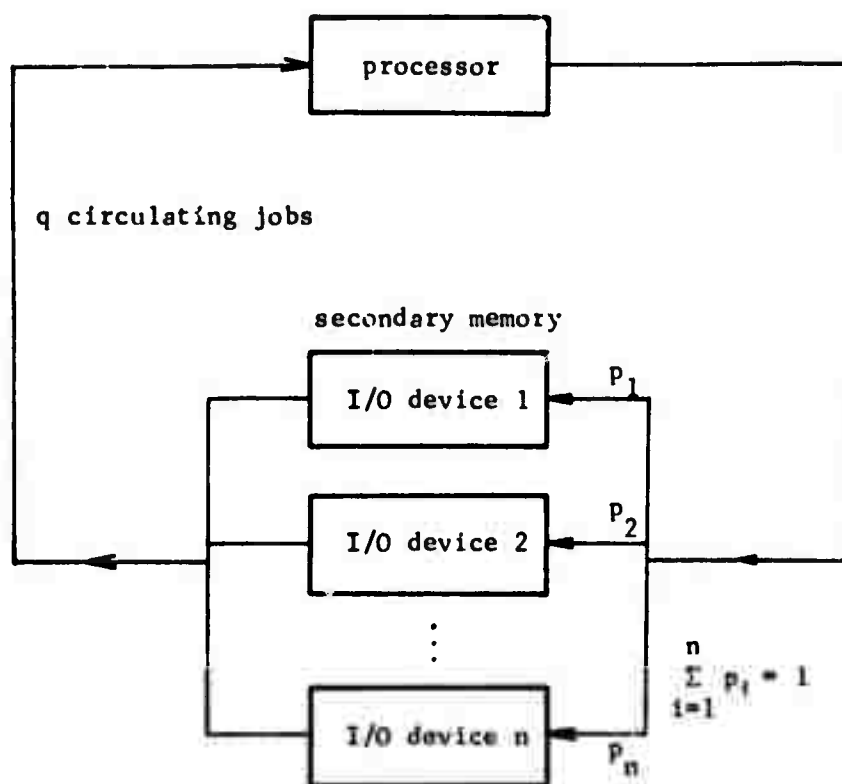 processor
q circulating jobs
secondary memory
I/O device 1
p1
I/O device 2
p2
⋮
I/O device n
pn
n
Σ pi = 1
i=1